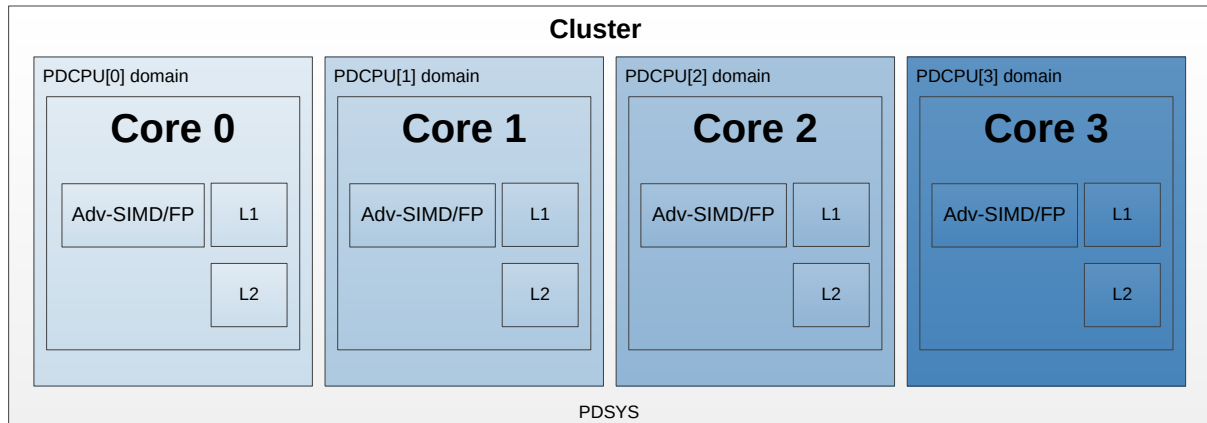 Cluster
PDCPU[0] domain
Core 0
Adv-SIMD/FP
L1
L2
PDCPU[1] domain
Core 1
Adv-SIMD/FP
L1
L2
PDCPU[2] domain
Core 2
Adv-SIMD/FP
L1
L2
PDCPU[3] domain
Core 3
Adv-SIMD/FP
L1
L2
PDSYS